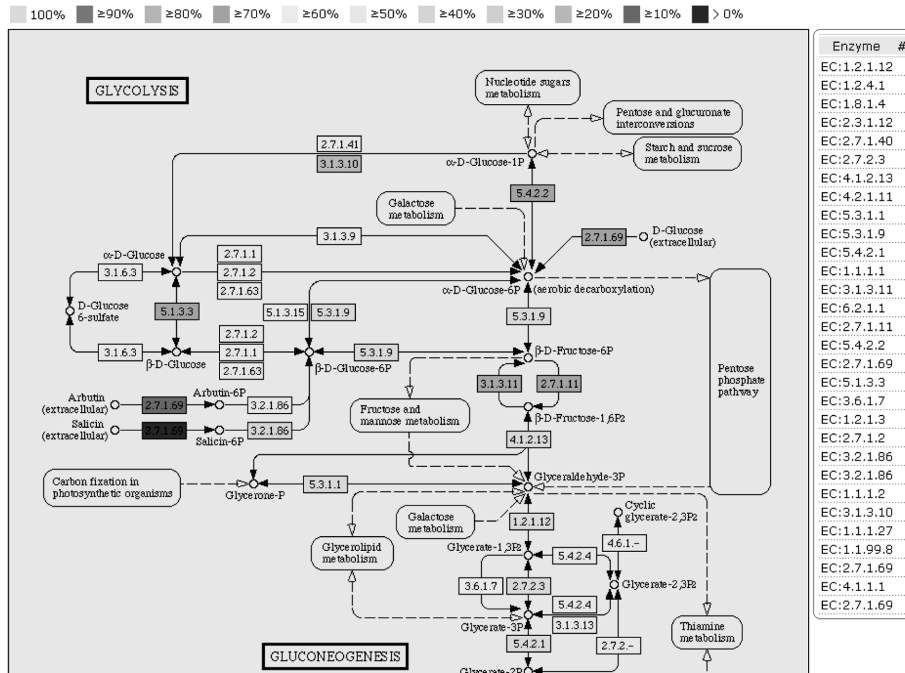 100% ≥90% ≥80% ≥70% ≥60% ≥50% ≥40% ≥30% ≥20% ≥10% > 0%
GLYCOLYSIS
Nucleotide sugars
metabolism
Pentose and glucuronate
interconversions
Starch and sucrose
metabolism
2.7.1.41
3.1.3.10
α-D-Glucose-1P
5.4.2.2
Galactose
metabolism
3.1.3.9
2.7.1.69
D-Glucose
(extracellular)
α-D-Glucose
3.1.6.3
2.7.1.1
2.7.1.2
2.7.1.63
α-D-Glucose-6P
(aerobic decarboxylation)
D-Glucose
6-sulfate
5.1.3.3
5.1.3.15
5.3.1.9
5.3.1.9
2.7.1.2
2.7.1.1
2.7.1.63
3.1.6.3
β-D-Glucose
β-D-Glucose-6P
5.3.1.9
β-D-Fructose-6P
3.1.3.11
2.7.1.11
Pentose
phosphate
pathway
Arbutin
(extracellular)
2.7.1.69
Arbutin-6P
3.2.1.86
Salicin
(extracellular)
2.7.1.69
Salicin-6P
3.2.1.86
Fructose and
mannose metabolism
β-D-Fructose-1,6P2
4.1.2.13
Carbon fixation in
photosynthetic organisms
Glycerone-P
5.3.1.1
Glyceraldehyde-3P
Galactose
metabolism
1.2.1.12
Cyclic
glycerate-2,3P2
Glycerolipid
metabolism
Glycerate-1,3P2
4.6.1.-
5.4.2.4
3.6.1.7
2.7.2.3
Glycerate-2,3P2
5.4.2.4
3.1.3.13
Glycerate-3P
Thiamine
metabolism
5.4.2.1
2.7.2.-
GLUCONEOGENESIS
Glycerate-2P
Enzyme #
EC:1.2.1.12
EC:1.2.4.1
EC:1.8.1.4
EC:2.3.1.12
EC:2.7.1.40
EC:2.7.2.3
EC:4.1.2.13
EC:4.2.1.11
EC:5.3.1.1
EC:5.3.1.9
EC:5.4.2.1
EC:1.1.1.1
EC:3.1.3.11
EC:6.2.1.1
EC:2.7.1.11
EC:5.4.2.2
EC:2.7.1.69
EC:5.1.3.3
EC:3.6.1.7
EC:1.2.1.3
EC:2.7.1.2
EC:3.2.1.86
EC:3.2.1.86
EC:1.1.1.2
EC:3.1.3.10
EC:1.1.1.27
EC:1.1.99.8
EC:2.7.1.69
EC:4.1.1.1
EC:2.7.1.69